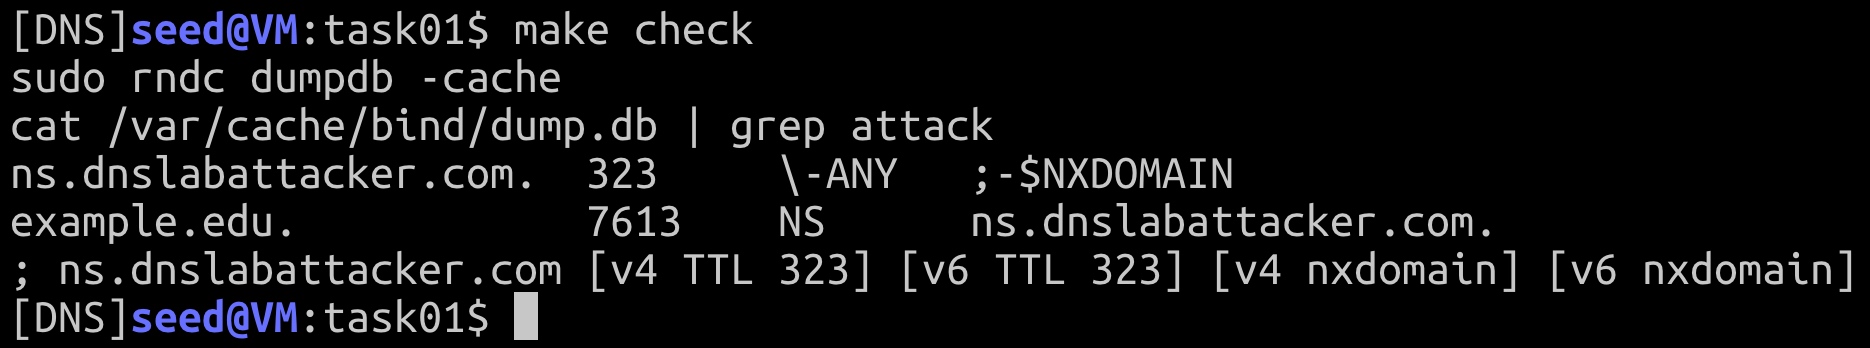 [DNS]seed@VM:task01$ make check
sudo rndc dumpdb -cache
cat /var/cache/bind/dump.db | grep attack
ns.dnslabattacker.com.  323     \-ANY   ;-$NXDOMAIN
example.edu.            7613    NS      ns.dnslabattacker.com.
; ns.dnslabattacker.com [v4 TTL 323] [v6 TTL 323] [v4 nxdomain] [v6 nxdomain]
[DNS]seed@VM:task01$